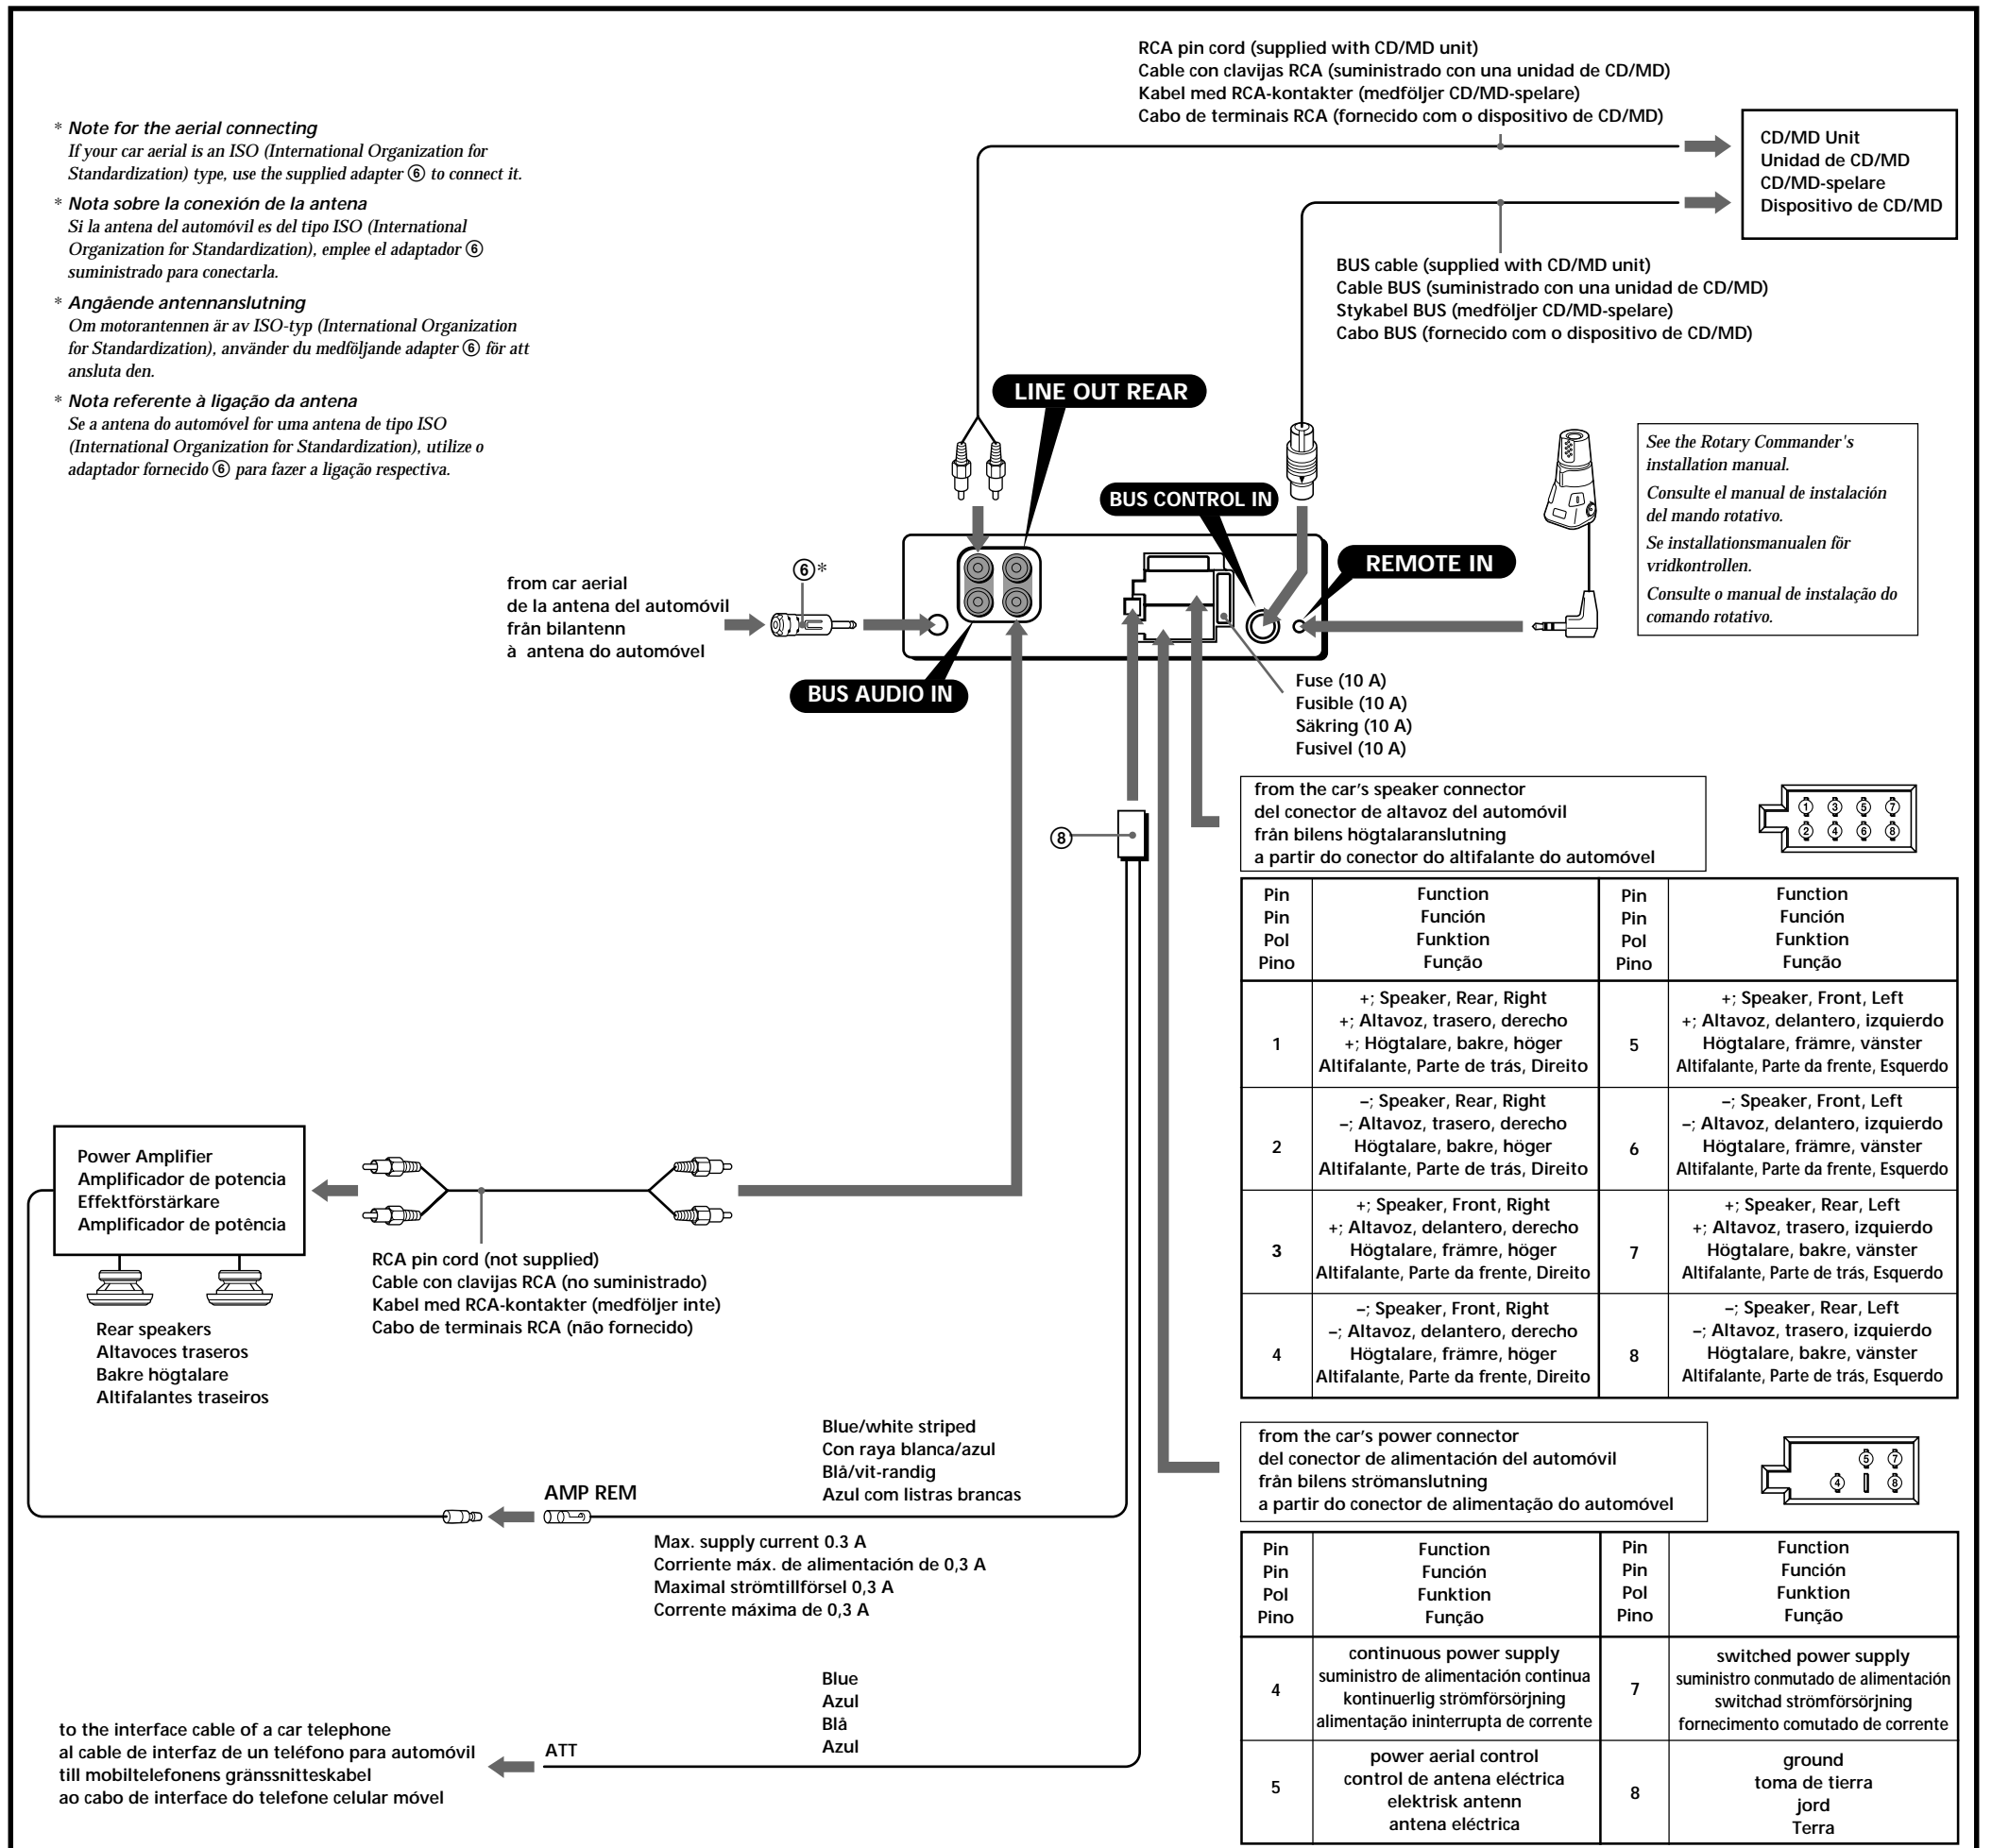 RCA pin cord (supplied with CD/MD unit)
Cable con clavijas RCA (suministrado con una unidad de CD/MD)
Kabel med RCA-kontakter (medföljer CD/MD-spelare)
Cabo de terminais RCA (fornecido com o dispositivo de CD/MD)
CD/MD Unit
Unidad de CD/MD
CD/MD-spelare
Dispositivo de CD/MD
* Note for the aerial connecting
If your car aerial is an ISO (International Organization for
Standardization) type, use the supplied adapter ⑥ to connect it.
* Nota sobre la conexión de la antena
Si la antena del automóvil es del tipo ISO (International
Organization for Standardization), emplee el adaptador ⑥
suministrado para conectarla.
* Angående antennanslutning
Om motorantennen är av ISO-typ (International Organization
for Standardization), använder du medföljande adapter ⑥ för att
ansluta den.
* Nota referente à ligação da antena
Se a antena do automóvel for uma antena de tipo ISO
(International Organization for Standardization), utilize o
adaptador fornecido ⑥ para fazer a ligação respectiva.
BUS cable (supplied with CD/MD unit)
Cable BUS (suministrado con una unidad de CD/MD)
Stykabel BUS (medföljer CD/MD-spelare)
Cabo BUS (fornecido com o dispositivo de CD/MD)
LINE OUT REAR
BUS CONTROL IN
REMOTE IN
See the Rotary Commander's
installation manual.
Consulte el manual de instalación
del mando rotativo.
Se installationsmanualen för
vridkontrollen.
Consulte o manual de instalação do
comando rotativo.
⑥*
from car aerial
de la antena del automóvil
från bilantenn
à antena do automóvel
BUS AUDIO IN
Fuse (10 A)
Fusible (10 A)
Säkring (10 A)
Fusivel (10 A)
⑧
from the car's speaker connector
del conector de altavoz del automóvil
från bilens högtalaranslutning
a partir do conector do altifalante do automóvel
① ③ ⑤ ⑦
② ④ ⑥ ⑧
Pin Function Pin Function
Pin Función Pin Función
Pol Funktion Pol Funktion
Pino Função Pino Função
1
+; Speaker, Rear, Right
+; Altavoz, trasero, derecho
+; Högtalare, bakre, höger
Altifalante, Parte de trás, Direito
5
+; Speaker, Front, Left
+; Altavoz, delantero, izquierdo
Högtalare, främre, vänster
Altifalante, Parte da frente, Esquerdo
2
–; Speaker, Rear, Right
–; Altavoz, trasero, derecho
Högtalare, bakre, höger
Altifalante, Parte de trás, Direito
6
–; Speaker, Front, Left
–; Altavoz, delantero, izquierdo
Högtalare, främre, vänster
Altifalante, Parte da frente, Esquerdo
3
+; Speaker, Front, Right
+; Altavoz, delantero, derecho
Högtalare, främre, höger
Altifalante, Parte da frente, Direito
7
+; Speaker, Rear, Left
+; Altavoz, trasero, izquierdo
Högtalare, bakre, vänster
Altifalante, Parte de trás, Esquerdo
4
–; Speaker, Front, Right
–; Altavoz, delantero, derecho
Högtalare, främre, höger
Altifalante, Parte da frente, Direito
8
–; Speaker, Rear, Left
–; Altavoz, trasero, izquierdo
Högtalare, bakre, vänster
Altifalante, Parte de trás, Esquerdo
Power Amplifier
Amplificador de potencia
Effektförstärkare
Amplificador de potência
RCA pin cord (not supplied)
Cable con clavijas RCA (no suministrado)
Kabel med RCA-kontakter (medföljer inte)
Cabo de terminais RCA (não fornecido)
Rear speakers
Altavoces traseros
Bakre högtalare
Altifalantes traseiros
Blue/white striped
Con raya blanca/azul
Blå/vit-randig
Azul com listras brancas
AMP REM
Max. supply current 0.3 A
Corriente máx. de alimentación de 0,3 A
Maximal strömtillförsel 0,3 A
Corrente máxima de 0,3 A
from the car's power connector
del conector de alimentación del automóvil
från bilens strömanslutning
a partir do conector de alimentação do automóvel
⑤ ⑦
④ ⑧
Pin Function Pin Function
Pin Función Pin Función
Pol Funktion Pol Funktion
Pino Função Pino Função
4
continuous power supply
suministro de alimentación continua
kontinuerlig strömförsörjning
alimentação ininterrupta de corrente
7
switched power supply
suministro conmutado de alimentación
switchad strömförsörjning
fornecimento comutado de corrente
5
power aerial control
control de antena eléctrica
elektrisk antenn
antena eléctrica
8
ground
toma de tierra
jord
Terra
Blue
Azul
Blå
Azul
ATT
to the interface cable of a car telephone
al cable de interfaz de un teléfono para automóvil
till mobiltelefonens gränssnitteskabel
ao cabo de interface do telefone celular móvel